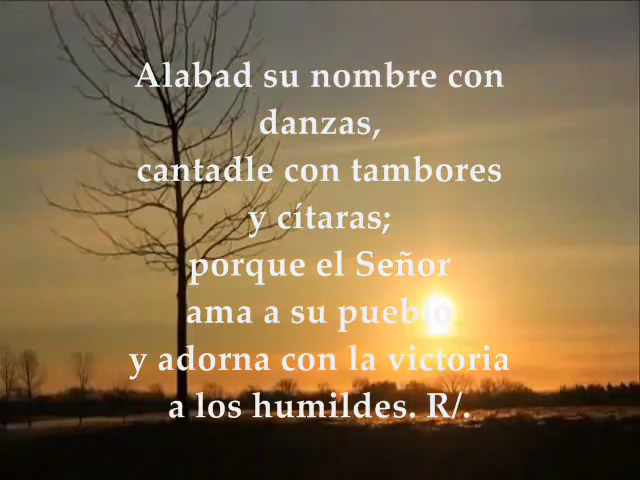 Alabad su nombre con
danzas,
cantadle con tambores
y cítaras;
porque el Señor
ama a su pueblo
y adorna con la victoria
a los humildes. R/.